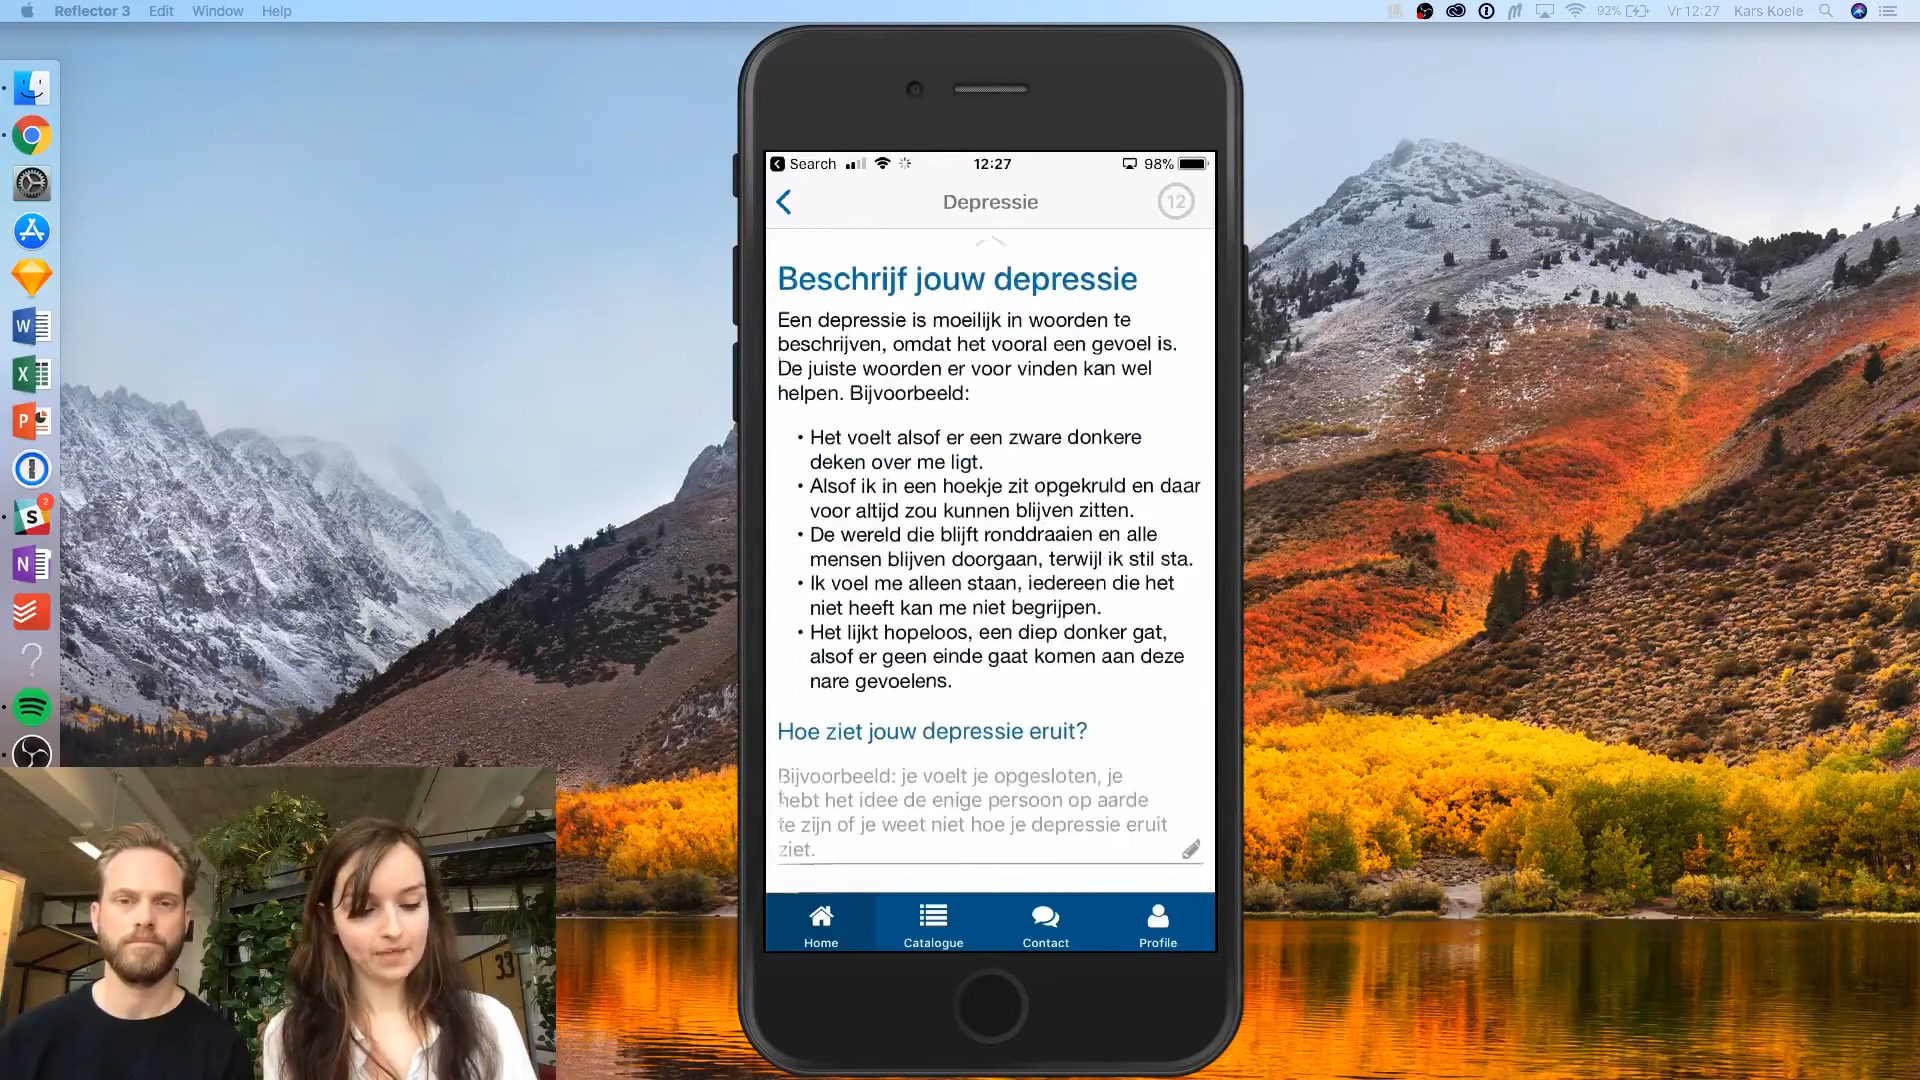 Reflector 3 Edit Window Help 92% Vr 12:27 Kars Koele
Search 12:27 98%
Depressie 12
Beschrijf jouw depressie
Een depressie is moeilijk in woorden te
beschrijven, omdat het vooral een gevoel is.
De juiste woorden er voor vinden kan wel
helpen. Bijvoorbeeld:
• Het voelt alsof er een zware donkere
deken over me ligt.
• Alsof ik in een hoekje zit opgekruld en daar
voor altijd zou kunnen blijven zitten.
• De wereld die blijft ronddraaien en alle
mensen blijven doorgaan, terwijl ik stil sta.
• Ik voel me alleen staan, iedereen die het
niet heeft kan me niet begrijpen.
• Het lijkt hopeloos, een diep donker gat,
alsof er geen einde gaat komen aan deze
nare gevoelens.
Hoe ziet jouw depressie eruit?
Bijvoorbeeld: je voelt je opgesloten, je
hebt het idee de enige persoon op aarde
te zijn of je weet niet hoe je depressie eruit
ziet.
Home Catalogue Contact Profile
W
X
P
2
S
N
33